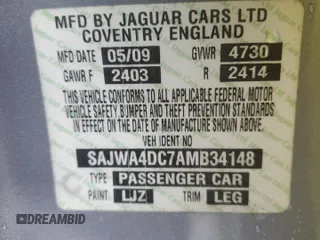 MFD BY JAGUAR CARS LTD
COVENTRY ENGLAND
MFD DATE 05/09 GVWR 4730
GAWR F 2403 R 2414
THIS VEHICLE CONFORMS TO ALL APPLICABLE FEDERAL MOTOR
VEHICLE SAFETY, BUMPER AND THEFT PREVENTION STANDARDS
IN EFFECT ON THE DATE OF MANUFACTURE SHOWN ABOVE
VEH IDENT NO
SAJWA4DC7AMB34148
TYPE PASSENGER CAR
PAINT LJZ TRIM LEG
DREAMBID